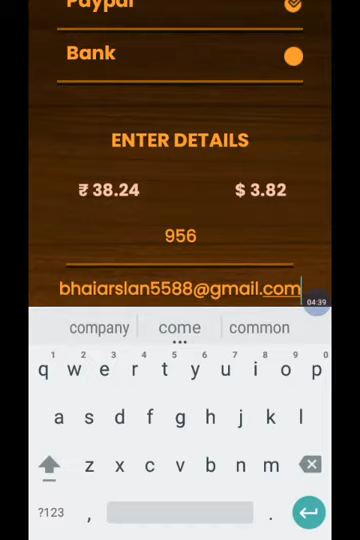 Paypal
Bank
ENTER DETAILS
₹ 38.24 $ 3.82
956
bhaiarslan5588@gmail.com
04:39
company come common
1 2 3 4 5 6 7 8 9 0
q w e r t y u i o p
a s d f g h j k l
z x c v b n m
?123 , .